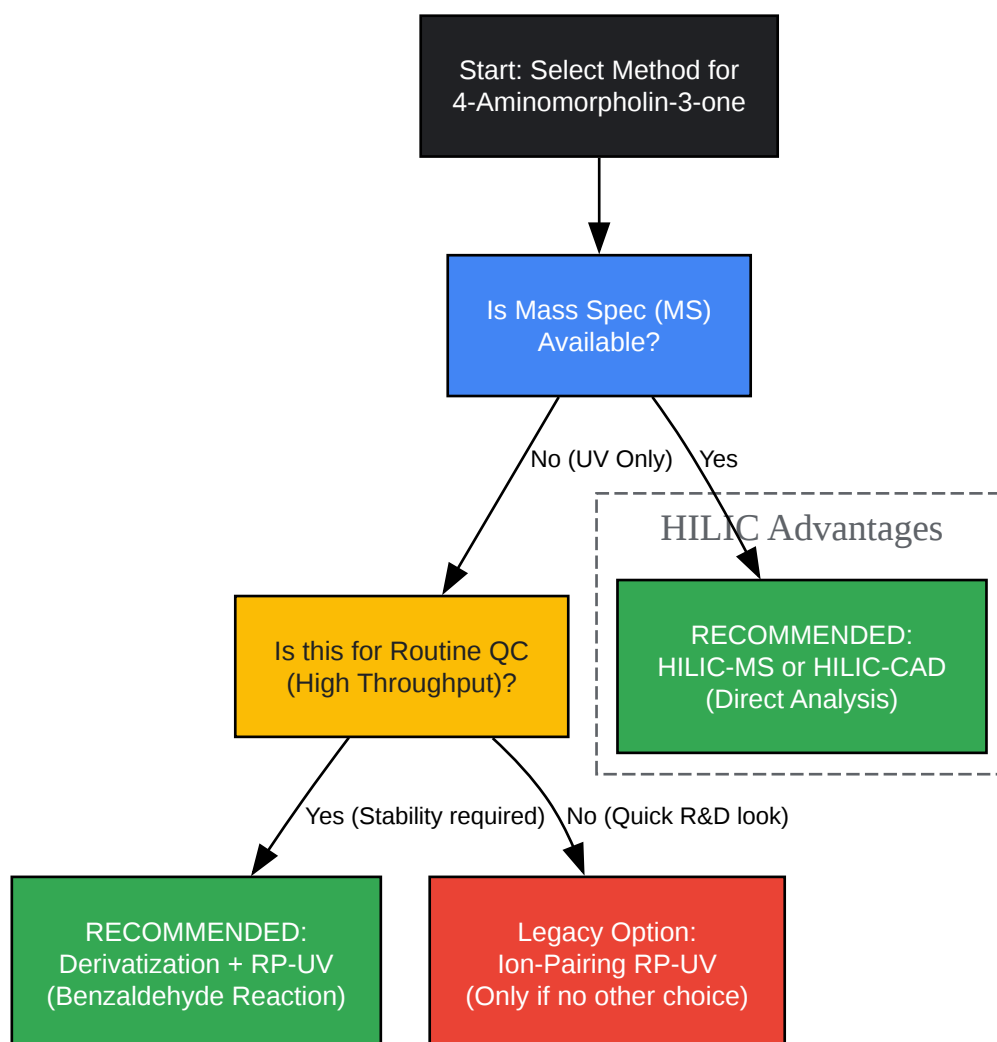 Start: Select Method for
4-Aminomorpholin-3-one
Is Mass Spec (MS)
Available?
No (UV Only)
Yes
HILIC Advantages
RECOMMENDED:
HILIC-MS or HILIC-CAD
(Direct Analysis)
Is this for Routine QC
(High Throughput)?
Yes (Stability required)
No (Quick R&D look)
RECOMMENDED:
Derivatization + RP-UV
(Benzaldehyde Reaction)
Legacy Option:
Ion-Pairing RP-UV
(Only if no other choice)